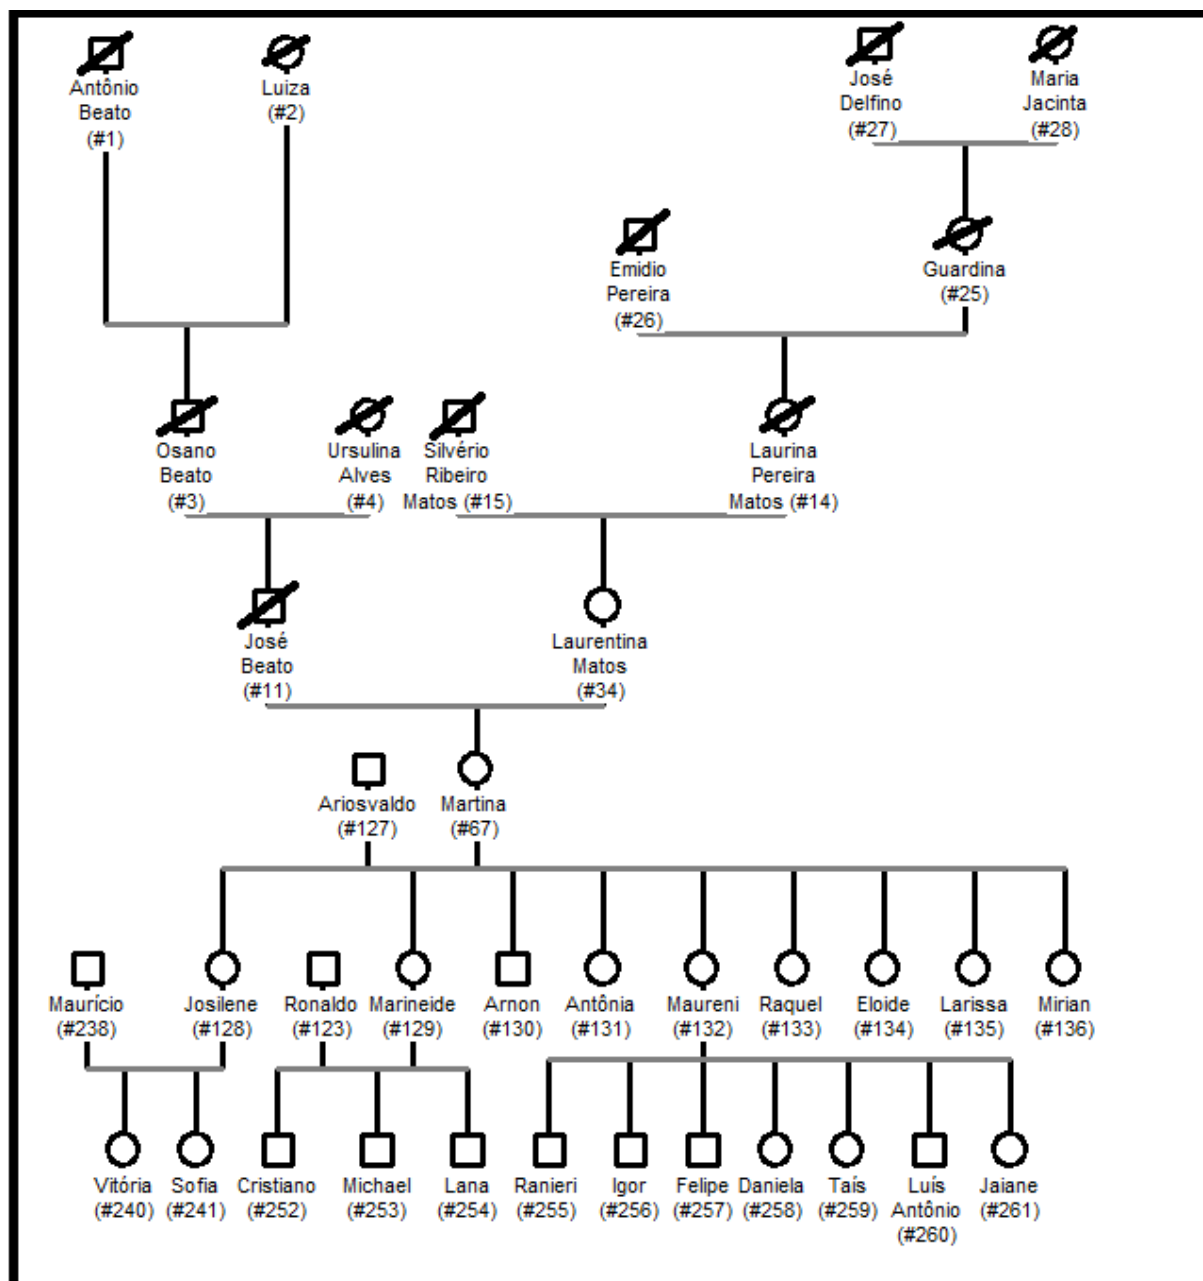 Antônio
Beato
(#1)
Luiza
(#2)
José
Delfino
(#27)
Maria
Jacinta
(#28)
Emidio
Pereira
(#26)
Guardina
(#25)
Osano
Beato
(#3)
Ursulina
Alves
(#4)
Silvério
Ribeiro
Matos (#15)
Laurina
Pereira
Matos (#14)
José
Beato
(#11)
Laurentina
Matos
(#34)
Ariosvaldo
(#127)
Martina
(#67)
Maurício
(#238)
Josilene
(#128)
Ronaldo
(#123)
Marineide
(#129)
Arnon
(#130)
Antônia
(#131)
Maureni
(#132)
Raquel
(#133)
Eloide
(#134)
Larissa
(#135)
Mirian
(#136)
Vitória
(#240)
Sofia
(#241)
Cristiano
(#252)
Michael
(#253)
Lana
(#254)
Ranieri
(#255)
Igor
(#256)
Felipe
(#257)
Daniela
(#258)
Taís
(#259)
Luís
Antônio
(#260)
Jaiane
(#261)